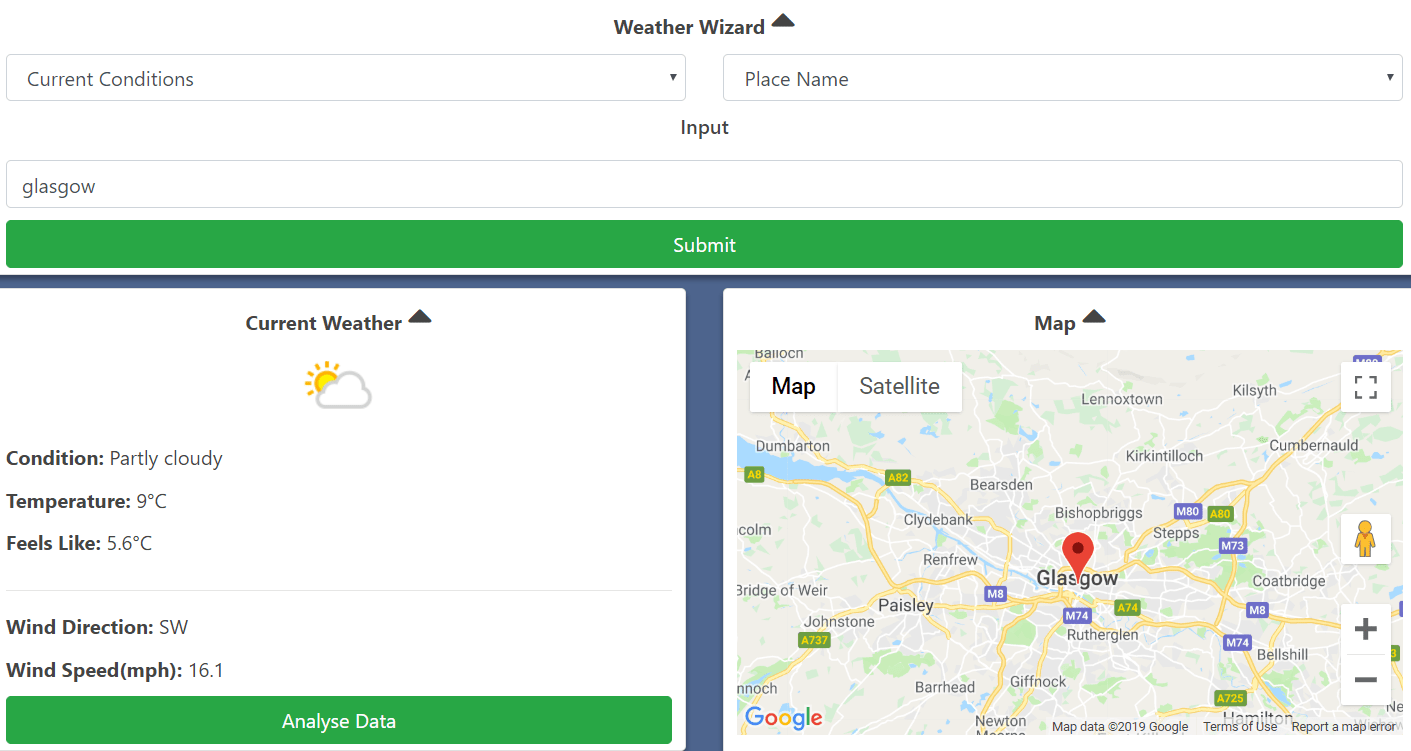 Weather Wizard
Current Conditions
Place Name
Input
glasgow
Submit
Current Weather
Condition: Partly cloudy
Temperature: 9°C
Feels Like: 5.6°C
Wind Direction: SW
Wind Speed(mph): 16.1
Analyse Data
Map
Map
Satellite
Balloch
Lennoxtown
Kilsyth
Dumbarton
Cumbernauld
Kirkintilloch
A8
A82
Bearsden
Clydebank
Bishopbriggs
M80
A80
Stepps
M73
Renfrew
Glasgow
Coatbridge
Bridge of Weir
M8
Paisley
A74
M8
Johnstone
M74
Rutherglen
A737
M74
Bellshill
Giffnock
Barrhead
A725
Newton
Mearns
Hamilton
Google
Map data ©2019 Google
Terms of Use
Report a map error